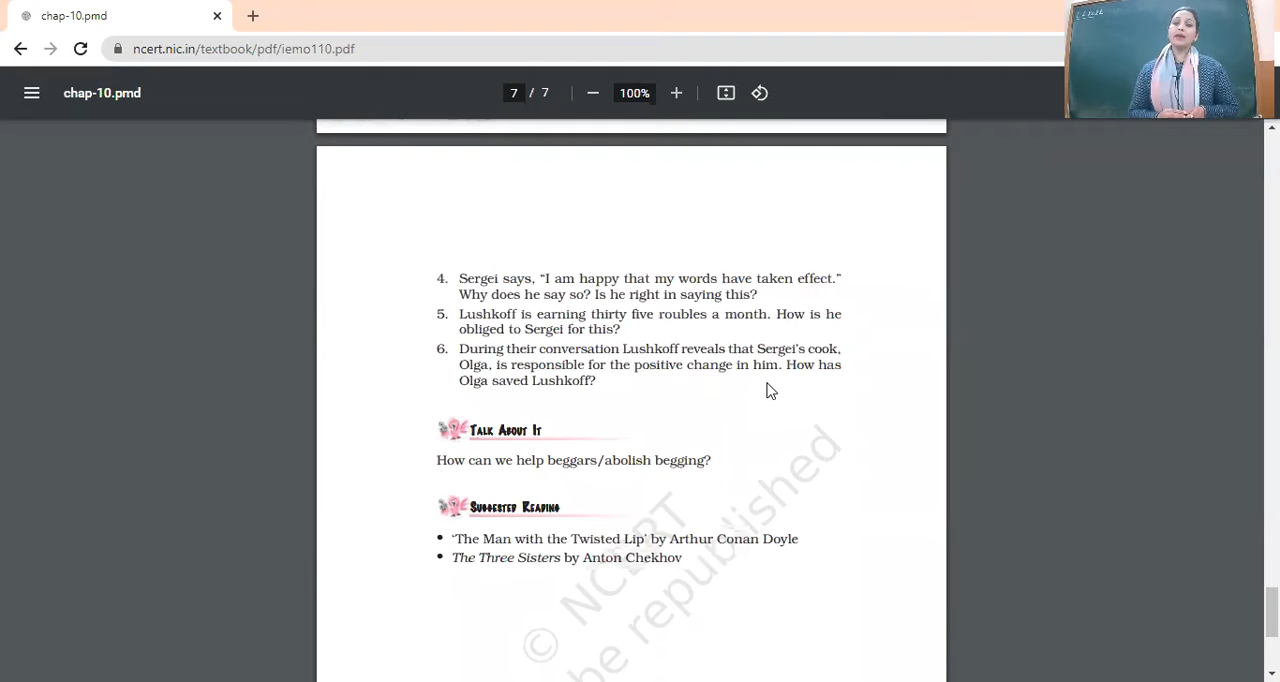 chap-10.pmd
ncert.nic.in/textbook/pdf/iemo110.pdf
chap-10.pmd
7 / 7
100%
4. Sergei says, “I am happy that my words have taken effect.”
Why does he say so? Is he right in saying this?
5. Lushkoff is earning thirty five roubles a month. How is he
obliged to Sergei for this?
6. During their conversation Lushkoff reveals that Sergei’s cook,
Olga, is responsible for the positive change in him. How has
Olga saved Lushkoff?
TALK ABOUT IT
How can we help beggars/abolish begging?
SUGGESTED READING
• ‘The Man with the Twisted Lip’ by Arthur Conan Doyle
• The Three Sisters by Anton Chekhov
© NCERT
be republished